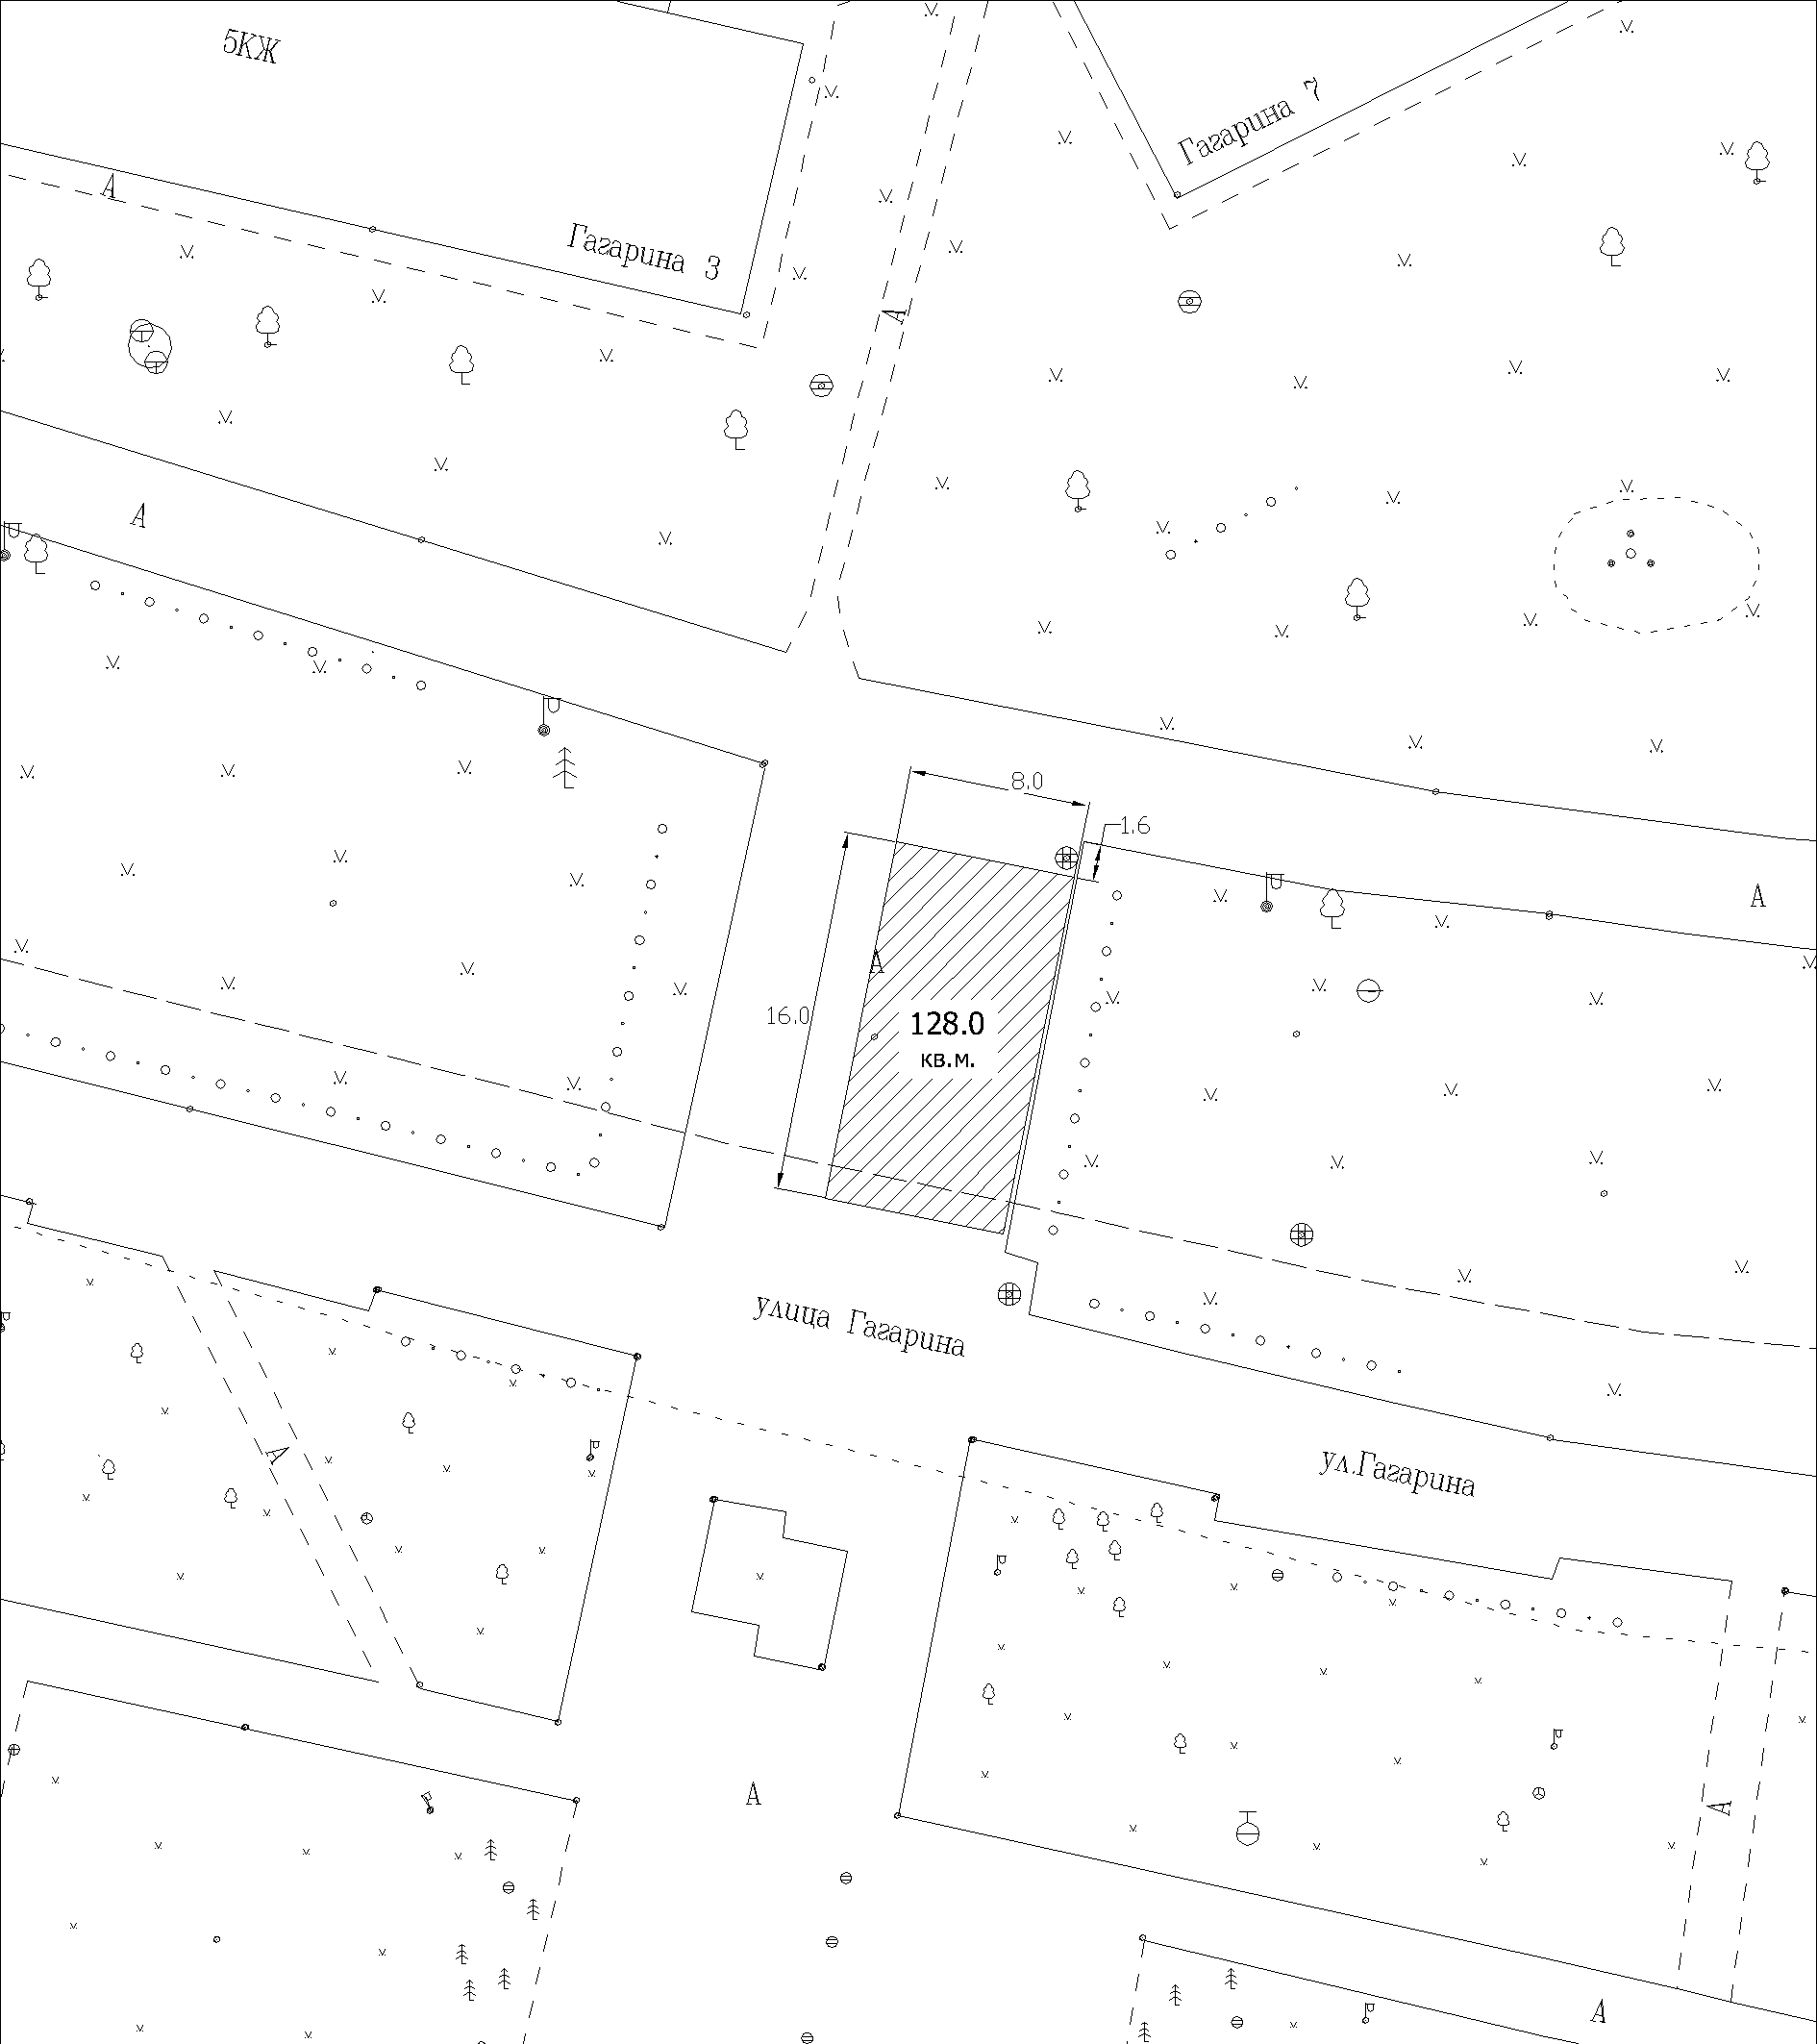 5КЖ
Гагарина 7
А
Гагарина 3
А
А
8.0
1.6
А
А
16.0
128.0
кв.м.
улица Гагарина
ул.Гагарина
А
А
А
А